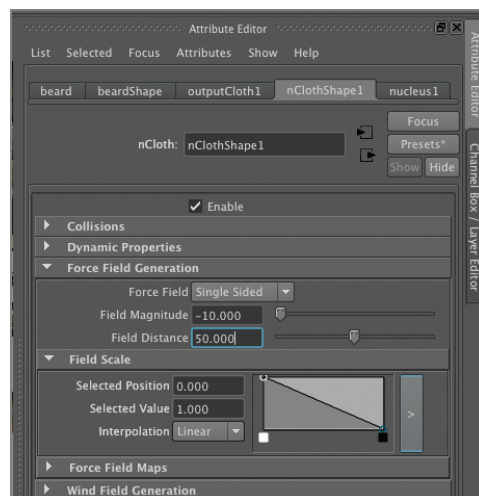 Attribute Editor
List Selected Focus Attributes Show Help
beard beardShape outputCloth1 nClothShape1 nucleus1
Focus
nCloth: nClothShape1 Presets*
Show Hide
Enable
Collisions
Dynamic Properties
Force Field Generation
Force Field Single Sided
Field Magnitude -10.000
Field Distance 50.000
Field Scale
Selected Position 0.000
Selected Value 1.000
Interpolation Linear
>
Force Field Maps
Wind Field Generation
Attribute Editor
Channel Box / Layer Editor